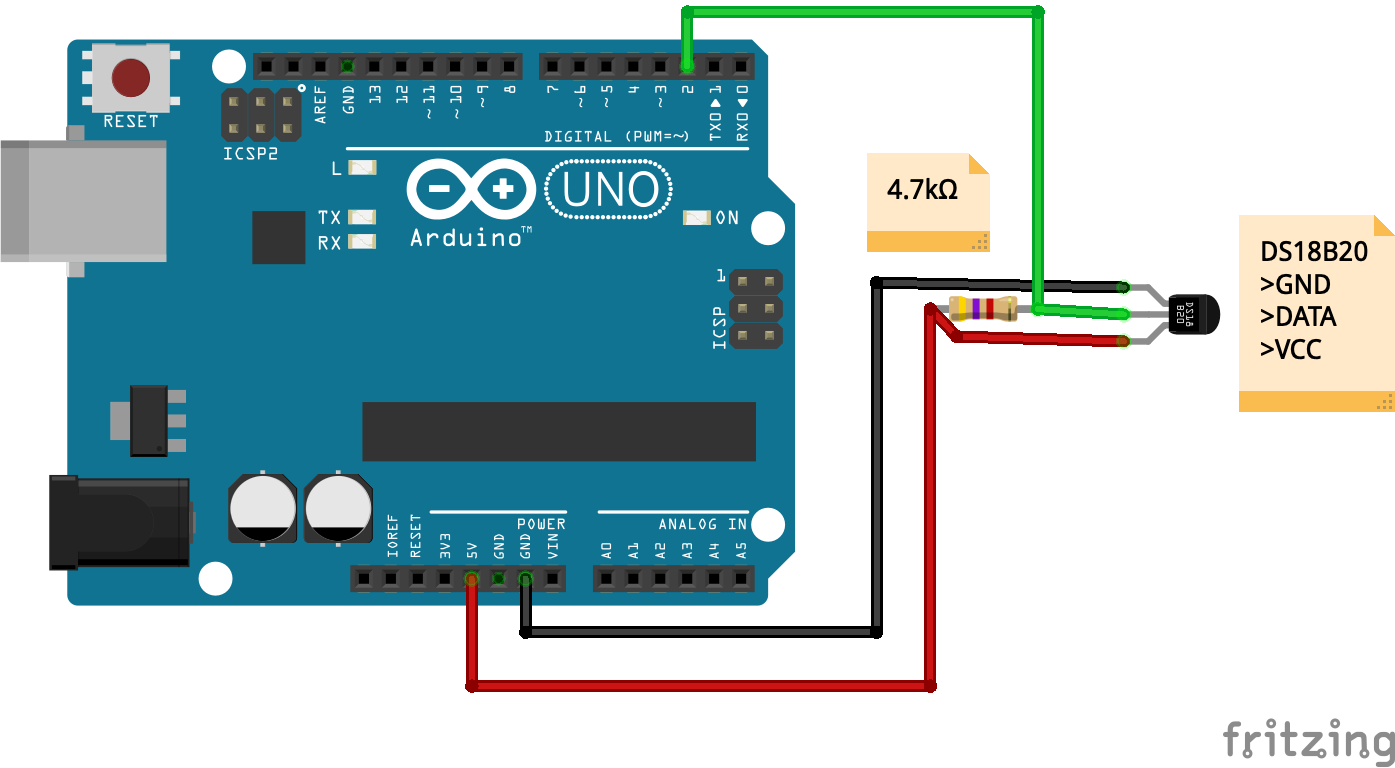 RESET
ICSP2
AREF
GND
13
12
~11
~10
~9
8
7
~6
~5
4
~3
2
TX0▶1
RX0◀0
DIGITAL (PWM=~)
L
TX
RX
UNO
Arduino™
ON
1
ICSP
4.7kΩ
DS18B20
>GND
>DATA
>VCC
DS18
B20
POWER
ANALOG IN
IOREF
RESET
3V3
5V
GND
GND
VIN
A0
A1
A2
A3
A4
A5
fritzing